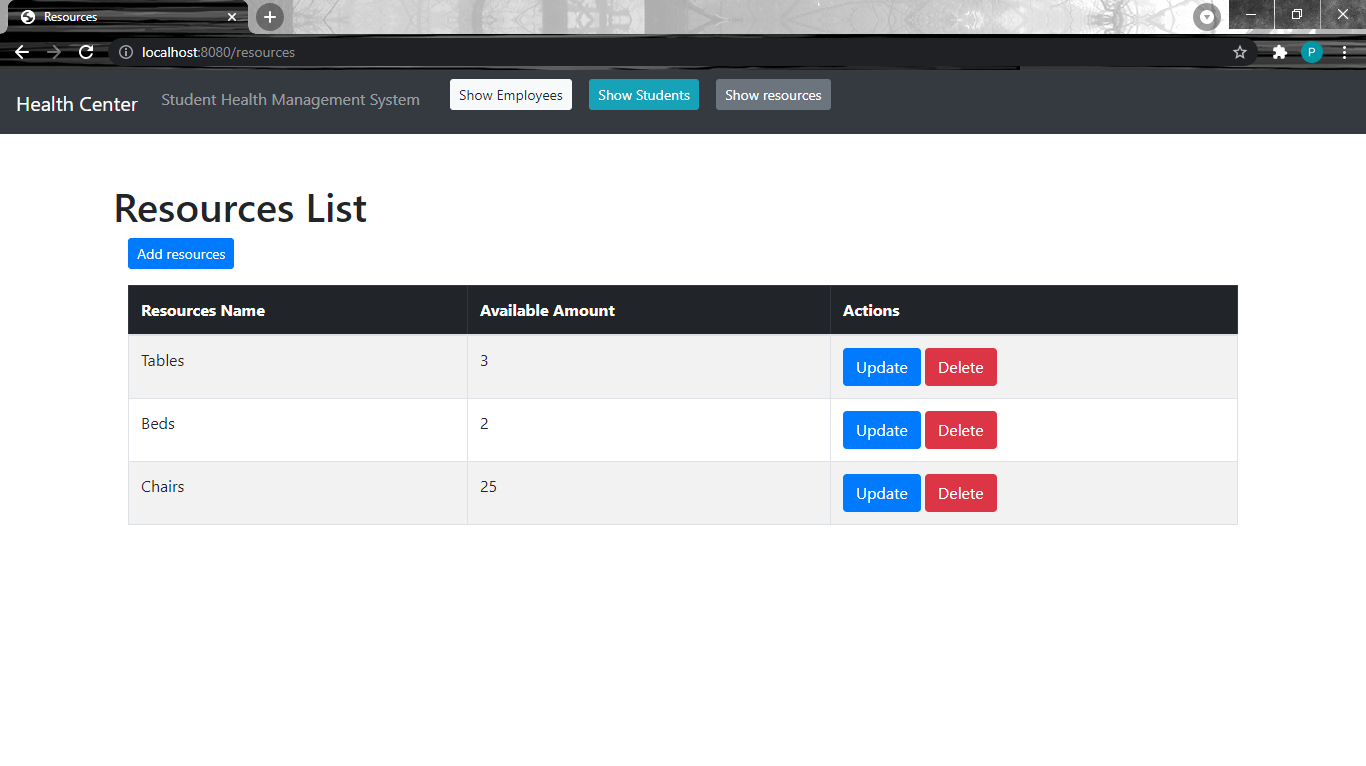 Resources
localhost:8080/resources
P
Health Center Student Health Management System Show Employees Show Students Show resources
Resources List
Add resources
Resources Name Available Amount Actions
Tables 3 Update Delete
Beds 2 Update Delete
Chairs 25 Update Delete